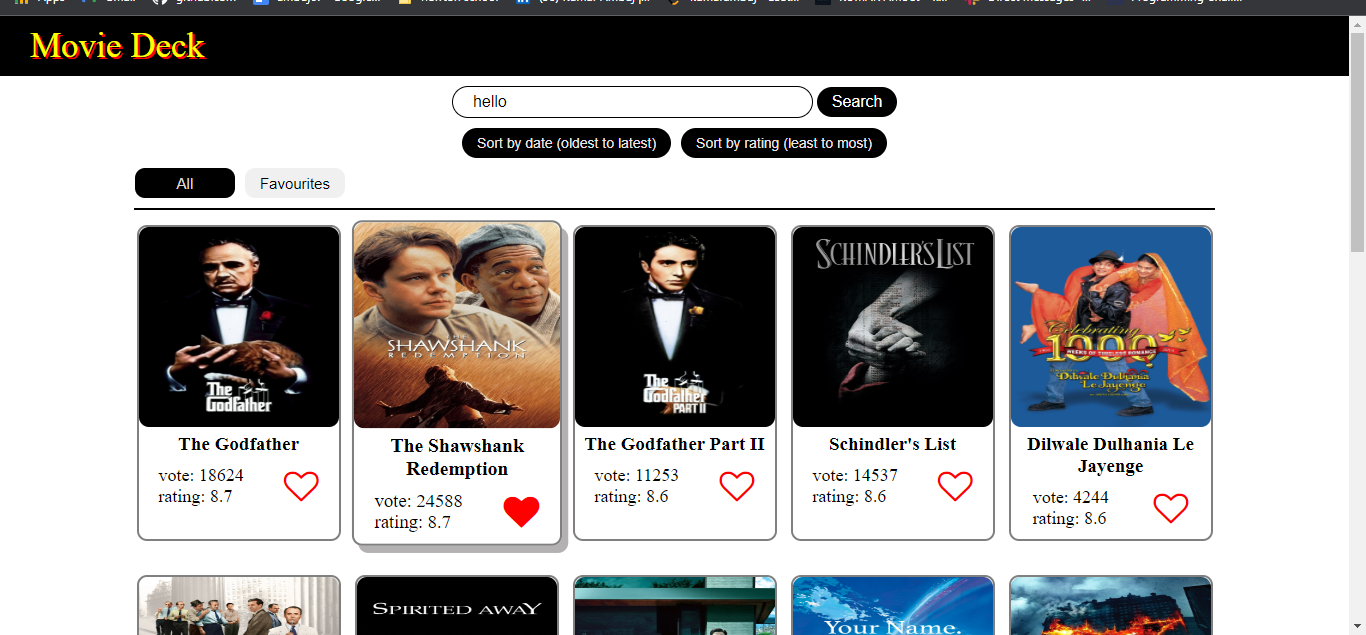 Movie Deck
hello
Search
Sort by date (oldest to latest)
Sort by rating (least to most)
All
Favourites
The Godfather
THE SHAWSHANK REDEMPTION
The Godfather PART II
SCHINDLER'S LIST
Celebrating
1000
WEEKS OF TIMELESS ROMANCE
Dilwale Dulhania
Le Jayenge
The Godfather
The Shawshank
Redemption
The Godfather Part II
Schindler's List
Dilwale Dulhania Le
Jayenge
vote: 18624
rating: 8.7
vote: 24588
rating: 8.7
vote: 11253
rating: 8.6
vote: 14537
rating: 8.6
vote: 4244
rating: 8.6
SPIRITED AWAY
Your Name.